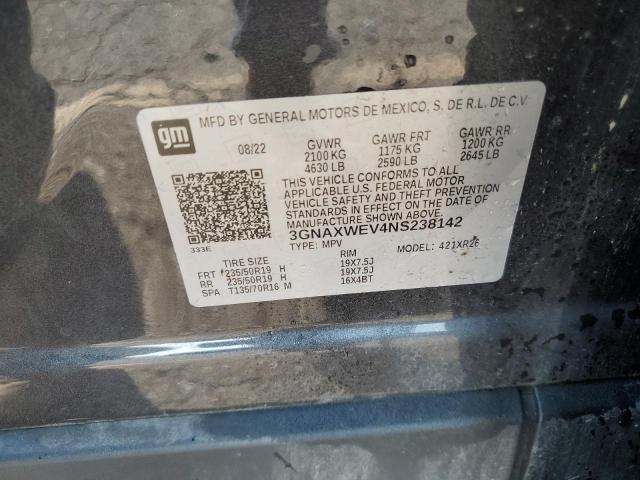 gm
MFD BY GENERAL MOTORS DE MEXICO, S. DE R.L. DE C.V.
08/22 GVWR GAWR FRT GAWR RR
2100 KG 1175 KG 1200 KG
4630 LB 2590 LB 2645 LB
THIS VEHICLE CONFORMS TO ALL
APPLICABLE U.S. FEDERAL MOTOR
VEHICLE SAFETY, BUMPER, AND THEFT
PREVENTION STANDARDS IN EFFECT ON
THE DATE OF MANUFACTURE SHOWN ABOVE.
3GNAXWEV4NS238142
333E TYPE: MPV MODEL: 421XR26
TIRE SIZE RIM
FRT 235/50R19 H 19X7.5J
RR 235/50R19 H 19X7.5J
SPA T135/70R16 M 16X4BT